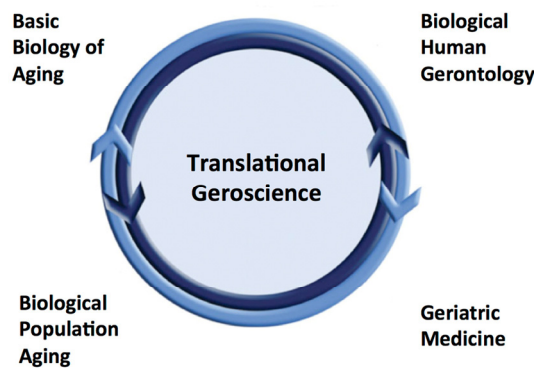 Basic
Biology of
Aging
Biological
Human
Gerontology
Translational
Geroscience
Biological
Population
Aging
Geriatric
Medicine